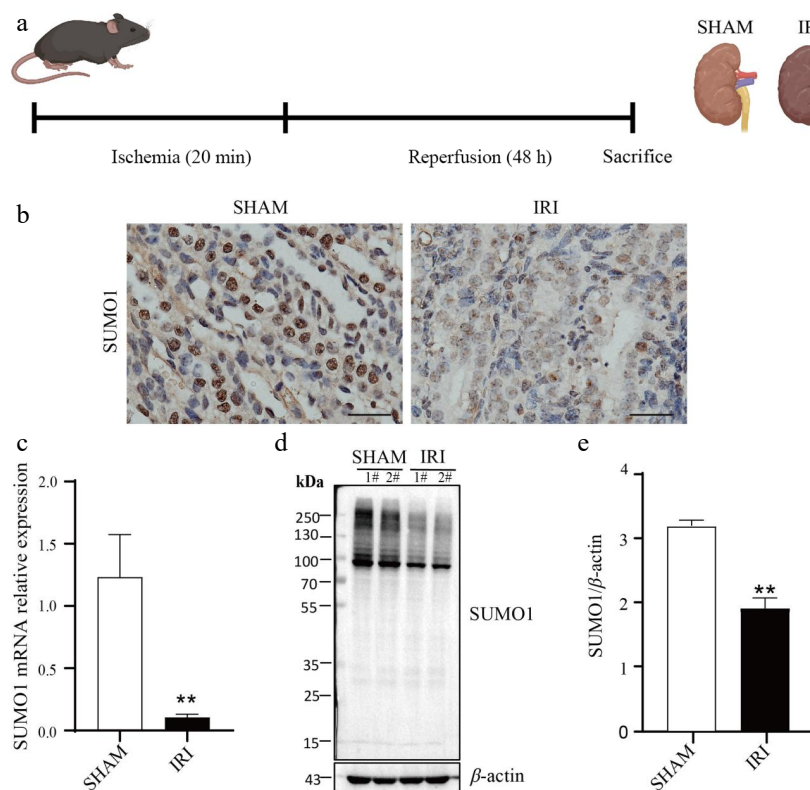 a
SHAM
Ischemia (20 min)
Reperfusion (48 h)
Sacrifice
b
SHAM
IRI
SUMO1
c
SUMO1 mRNA relative expression
2.0
1.5
1.0
0.5
0.0
**
SHAM
IRI
d
SHAM IRI
kDa 1# 2# 1# 2#
250
130
100
70
55
35
25
15
43
SUMO1
β-actin
e
SUMO1/β-actin
4
3
2
1
0
**
SHAM
IRI